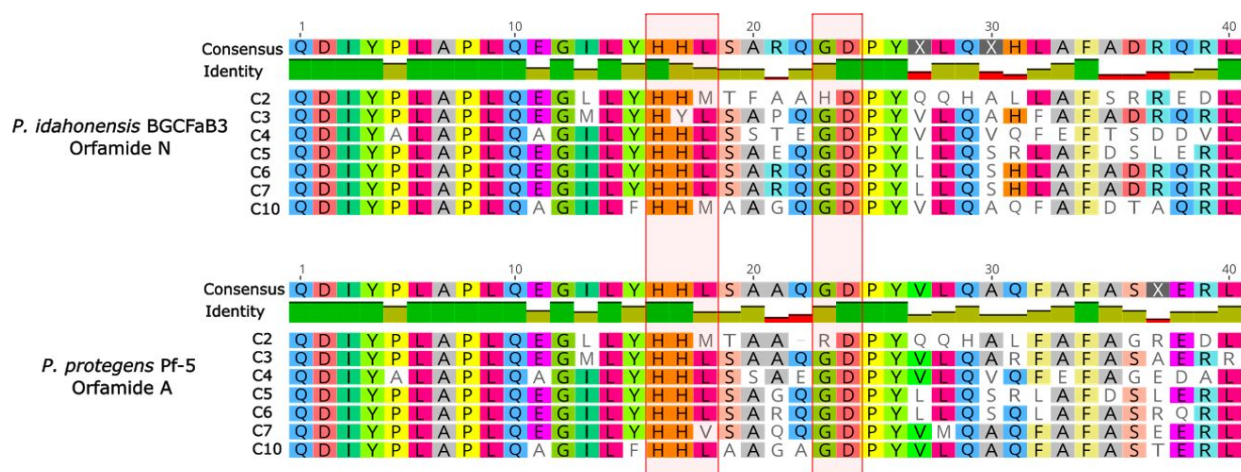 1 10 20 30 40
Consensus Q D I Y P L A P L Q E G I L Y H H L S A R Q G D P Y X L Q X H L A F A D R Q R L
Identity
C2 Q D I Y P L A P L Q E G L L Y H H M T F A A H D P Y Q Q H A L L A F S R R E D L
C3 Q D I Y P L A P L Q E G M L Y H Y L S A P Q G D P Y V L Q A H F A F A D R Q R L
C4 Q D I Y A L A P L Q A G I L Y H H L S S T E G D P Y V L Q V Q F E F T S D D V L
C5 Q D I Y P L A P L Q E G I L Y H H L S A E Q G D P Y L L Q S R L A F D S L E R L
C6 Q D I Y P L A P L Q E G I L Y H H L S A R Q G D P Y L L Q S H L A F A D R Q R L
C7 Q D I Y P L A P L Q E G I L Y H H L S A R Q G D P Y L L Q S H L A F A D R Q R L
C10 Q D I Y P L A P L Q A G I L F H H M A A G Q G D P Y V L Q A Q F A F D T A Q R L
P. idahonensis BGCFaB3
Orfamide N
1 10 20 30 40
Consensus Q D I Y P L A P L Q E G I L Y H H L S A A Q G D P Y V L Q A Q F A F A S X E R L
Identity
C2 Q D I Y P L A P L Q E G L L Y H H M T A A - R D P Y Q Q H A L F A F A G R E D L
C3 Q D I Y P L A P L Q E G M L Y H H L S A A Q G D P Y V L Q A R F A F A S A E R R
C4 Q D I Y A L A P L Q A G I L Y H H L S S A E G D P Y V L Q V Q F E F A G E D A L
C5 Q D I Y P L A P L Q E G I L Y H H L S A G Q G D P Y L L Q S R L A F D S L E R L
C6 Q D I Y P L A P L Q E G I L Y H H L S A R Q G D P Y L L Q S Q L A F A S R Q R L
C7 Q D I Y P L A P L Q E G I L Y H H V S A Q Q G D P Y V M Q A Q F A F A S E E R L
C10 Q D I Y P L A P L Q A G I L F H H L A A G A G D P Y V L Q A Q F A F A S T E R L
P. protegens Pf-5
Orfamide A